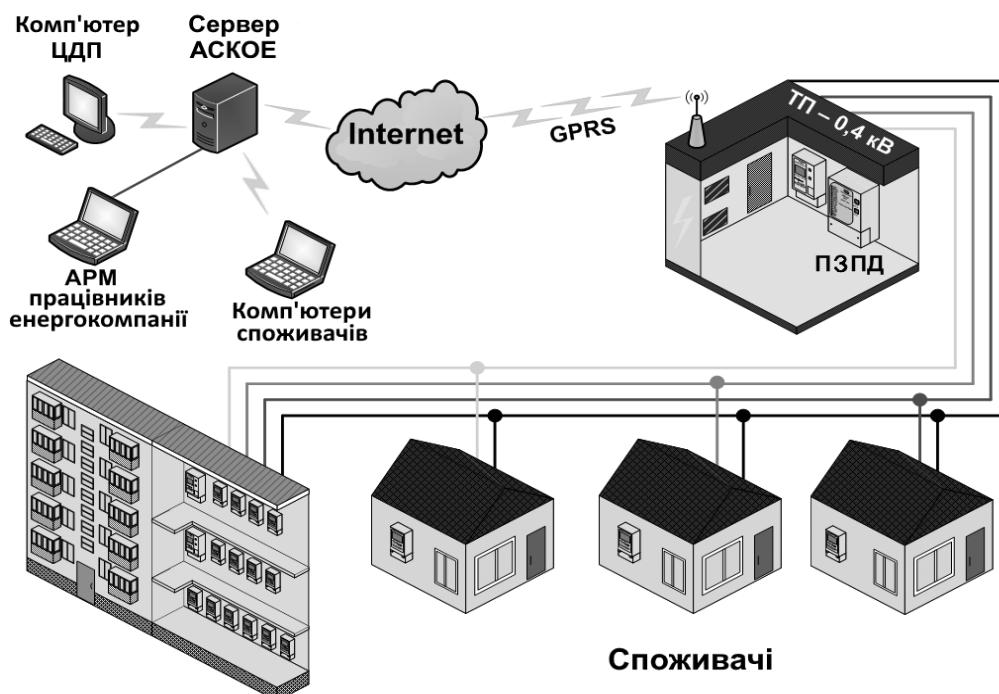 Комп'ютер
ЦДП
Сервер
АСКОЕ
Internet
GPRS
ТП – 0,4 кВ
ПЗПД
АРМ
працівників
енергокомпанії
Комп'ютери
споживачів
Споживачі